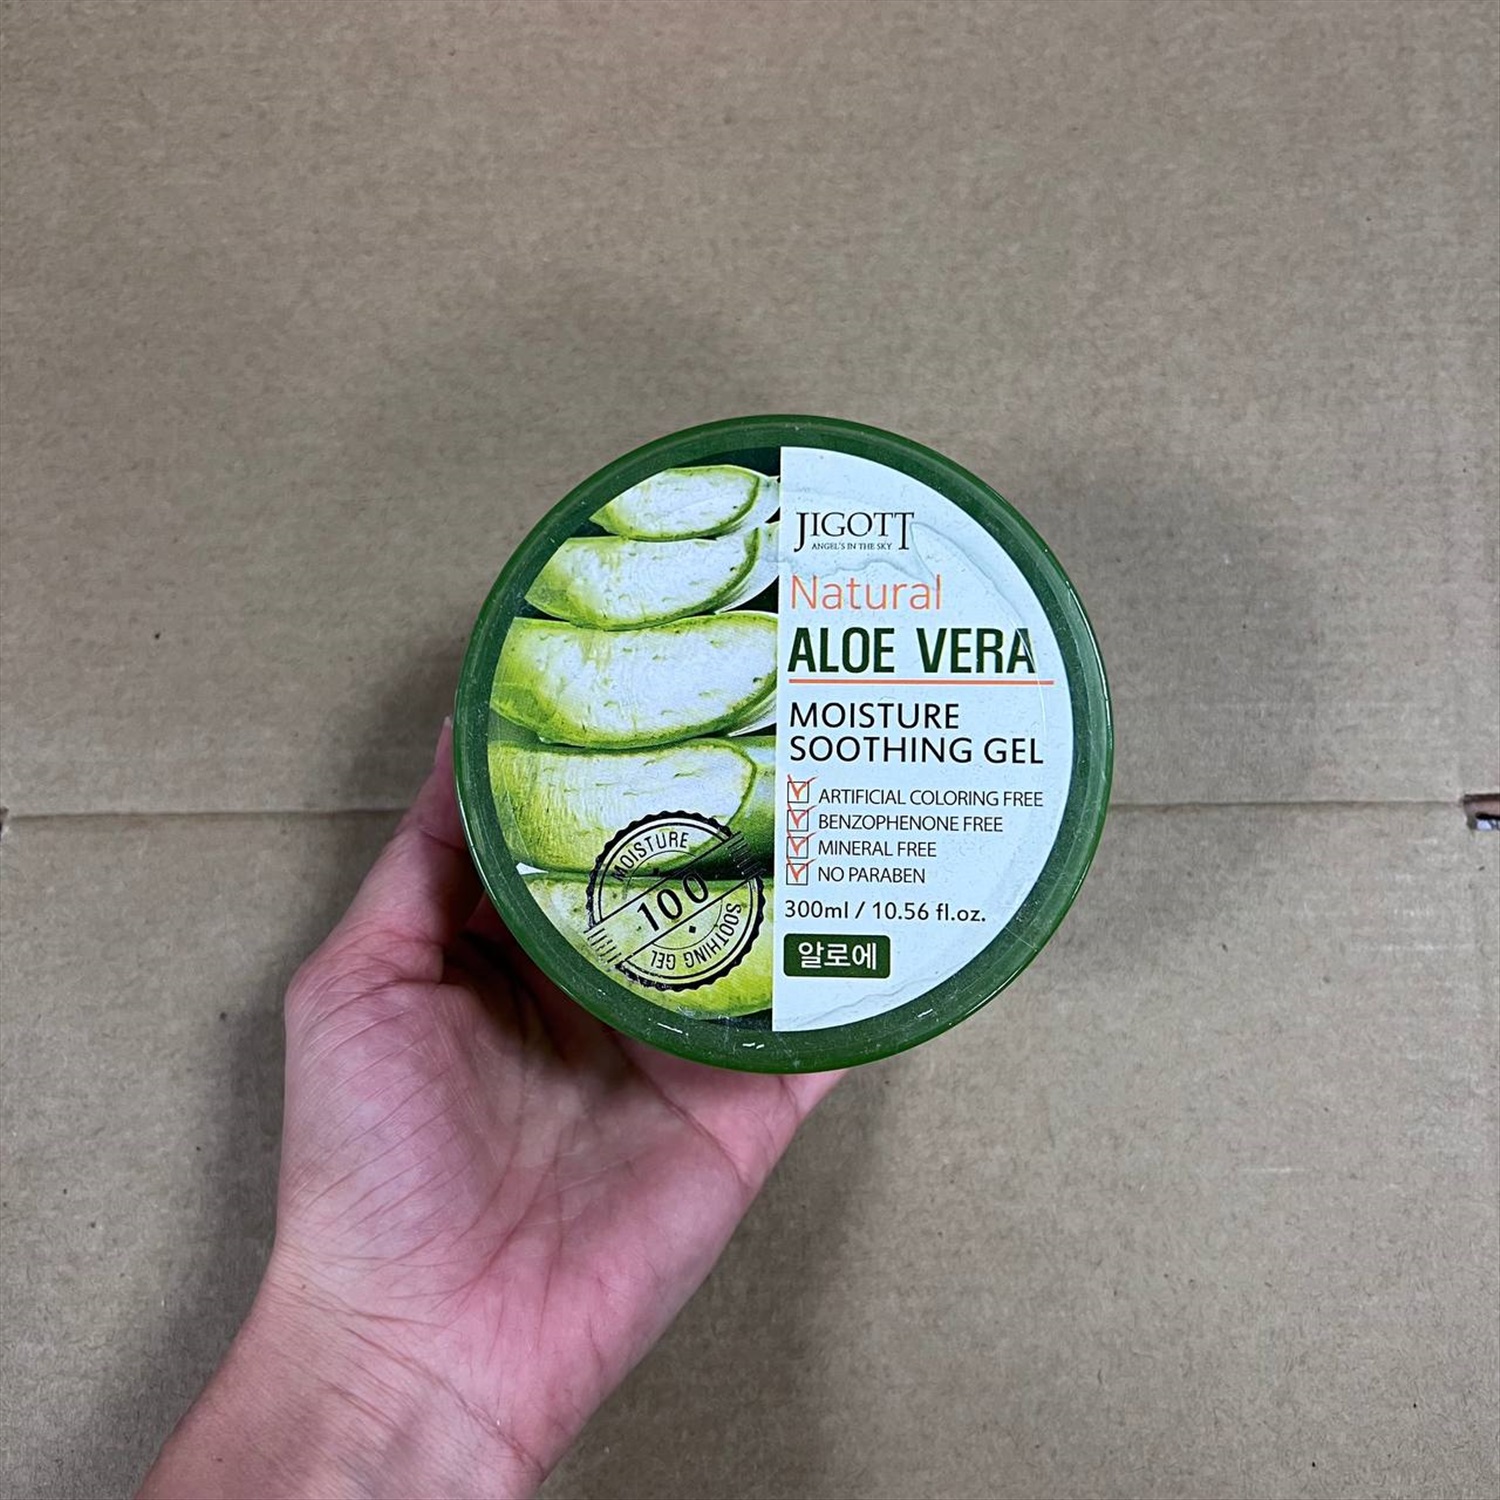 JIGOTT
ANGEL'S IN THE SKY
Natural
ALOE VERA
MOISTURE
SOOTHING GEL
ARTIFICIAL COLORING FREE
BENZOPHENONE FREE
MINERAL FREE
NO PARABEN
300ml / 10.56 fl.oz.
알로에
MOISTURE
100
SOOTHING GEL